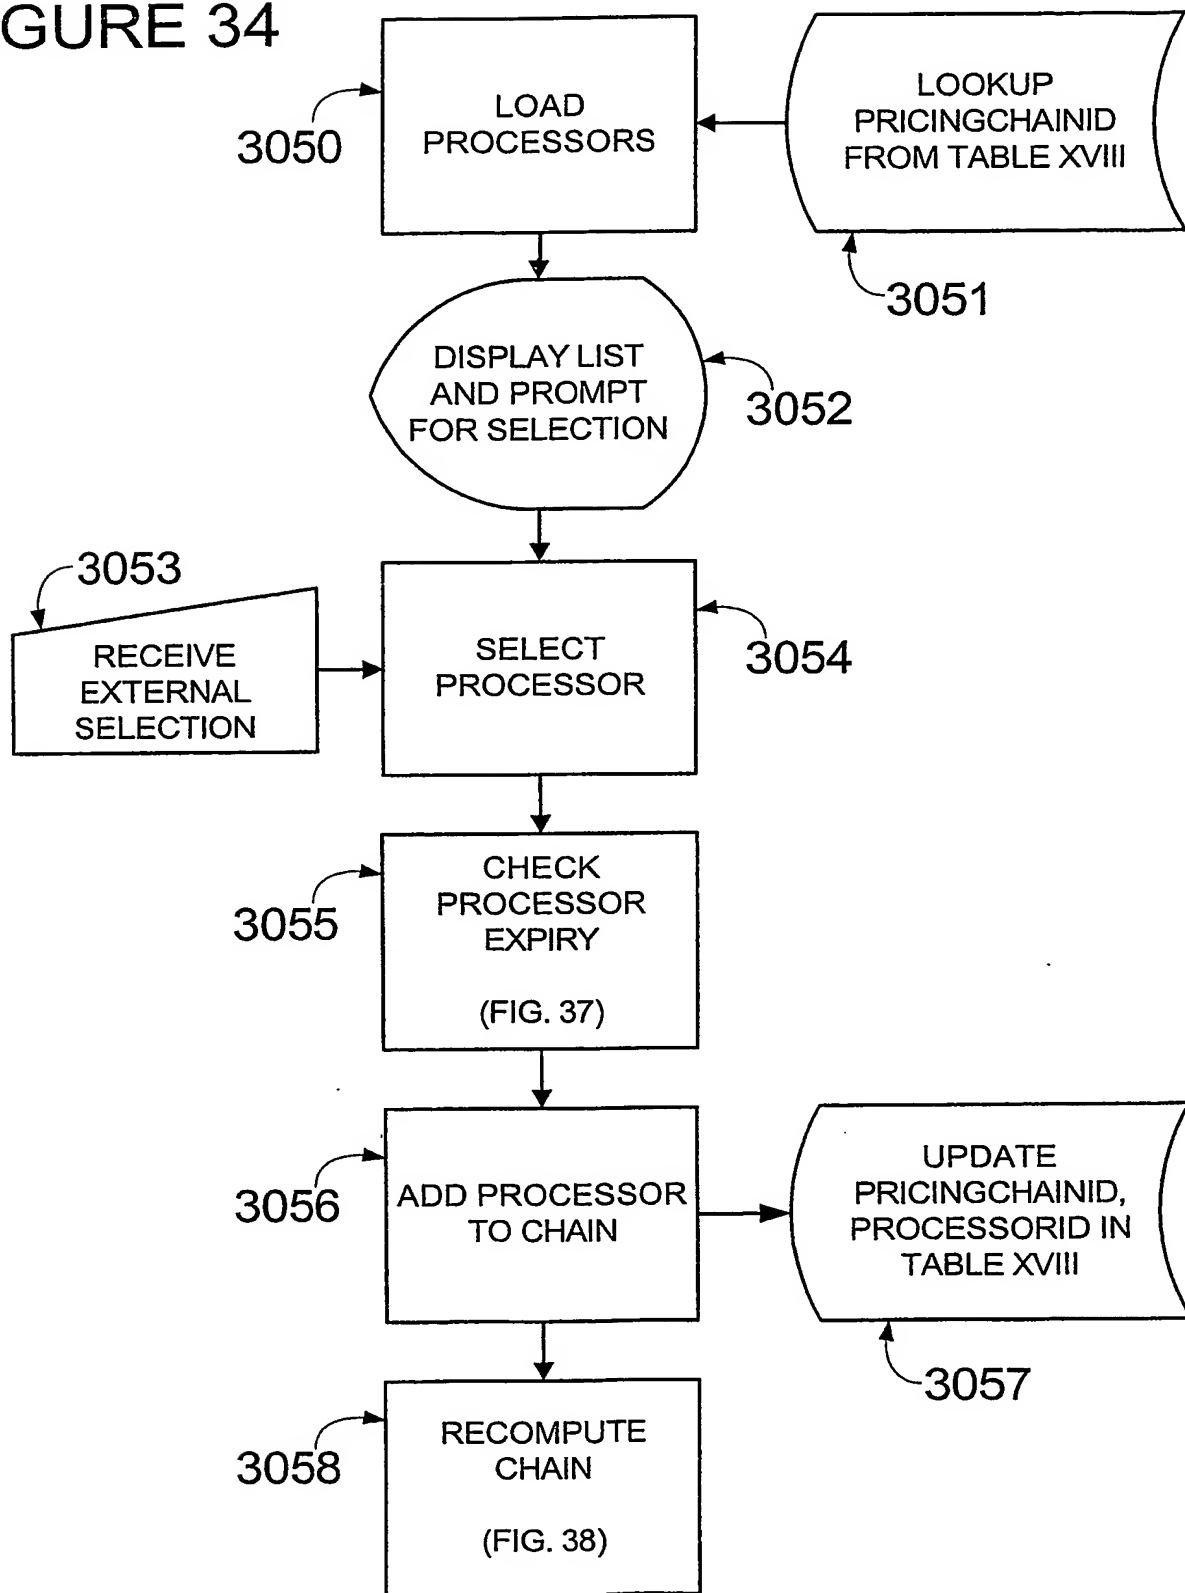 GURE 34
LOAD
PROCESSORS
3050
LOOKUP
PRICINGCHAINID
FROM TABLE XVIII
3051
DISPLAY LIST
AND PROMPT
FOR SELECTION
3052
3053
RECEIVE
EXTERNAL
SELECTION
SELECT
PROCESSOR
3054
CHECK
PROCESSOR
EXPIRY
(FIG. 37)
3055
ADD PROCESSOR
TO CHAIN
3056
UPDATE
PRICINGCHAINID,
PROCESSORID IN
TABLE XVIII
3057
RECOMPUTE
CHAIN
(FIG. 38)
3058